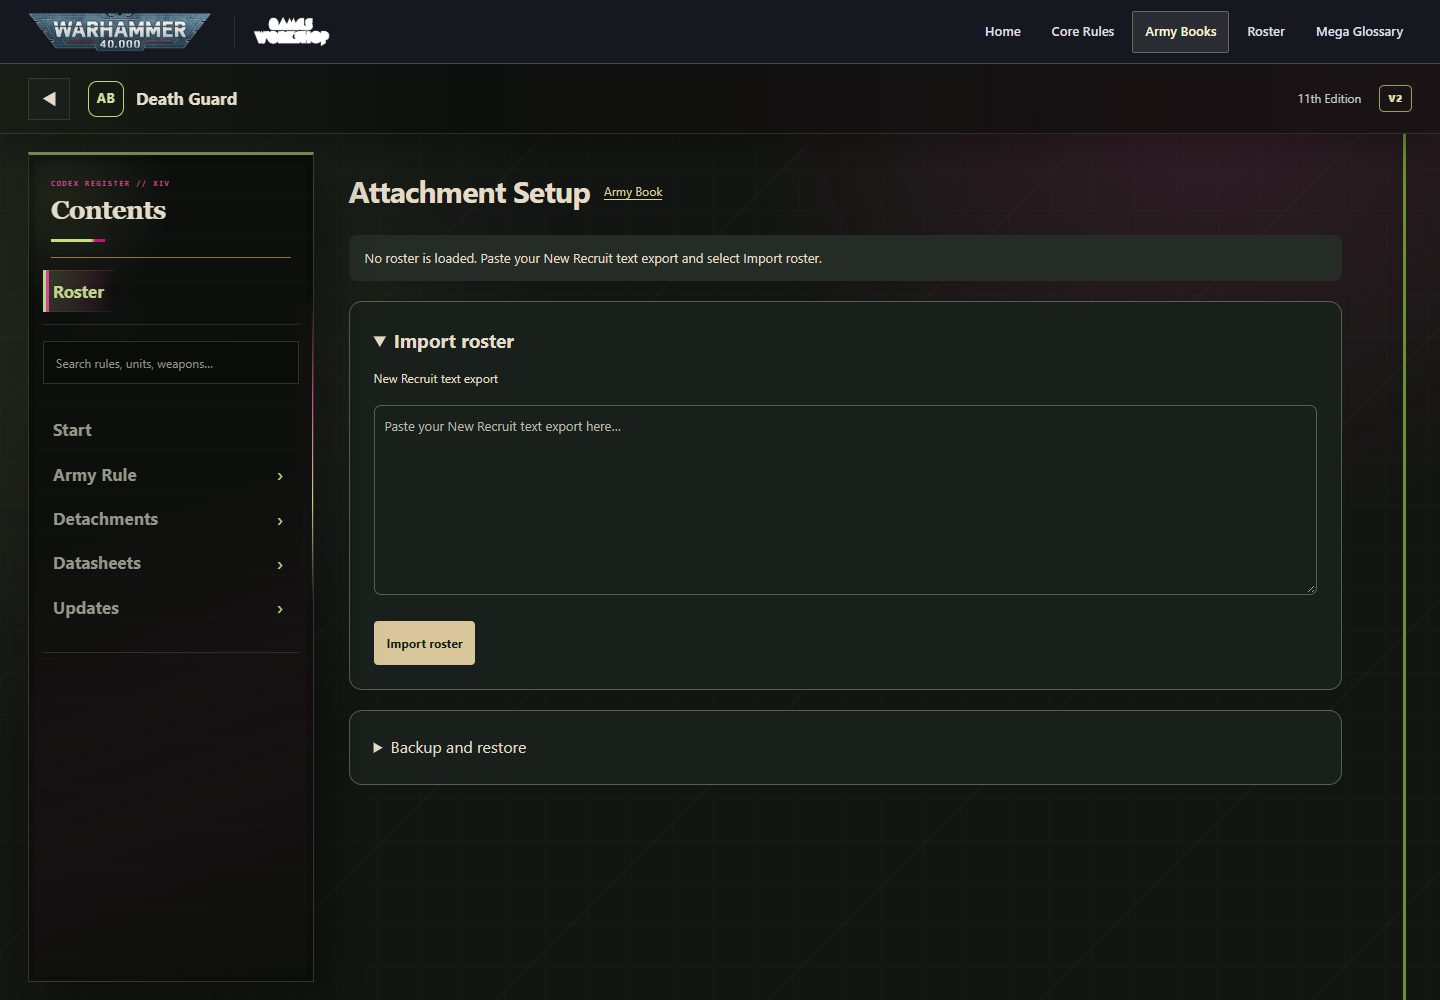 WARHAMMER
40,000
GAMES
WORKSHOP
Home
Core Rules
Army Books
Roster
Mega Glossary
◀
AB
Death Guard
11th Edition
V2
CODEX REGISTER // XIV
Contents
Roster
Search rules, units, weapons...
Start
Army Rule ›
Detachments ›
Datasheets ›
Updates ›
Attachment Setup
Army Book
No roster is loaded. Paste your New Recruit text export and select Import roster.
▼ Import roster
New Recruit text export
Paste your New Recruit text export here...
Import roster
▶ Backup and restore